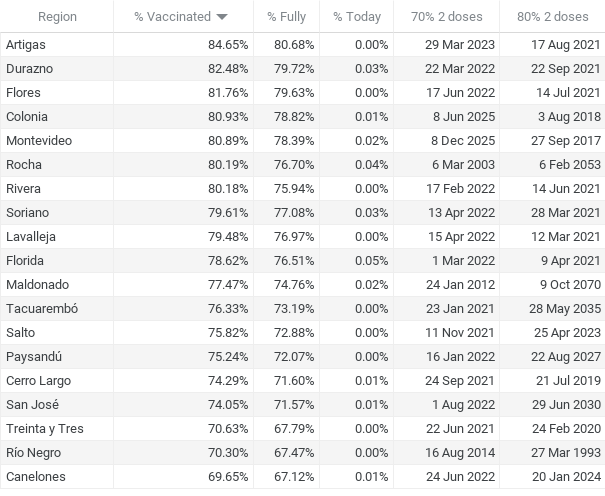 Region % Vaccinated % Fully % Today 70% 2 doses 80% 2 doses
Artigas 84.65% 80.68% 0.00% 29 Mar 2023 17 Aug 2021
Durazno 82.48% 79.72% 0.03% 22 Mar 2022 22 Sep 2021
Flores 81.76% 79.63% 0.00% 17 Jun 2022 14 Jul 2021
Colonia 80.93% 78.82% 0.01% 8 Jun 2025 3 Aug 2018
Montevideo 80.89% 78.39% 0.02% 8 Dec 2025 27 Sep 2017
Rocha 80.19% 76.70% 0.04% 6 Mar 2003 6 Feb 2053
Rivera 80.18% 75.94% 0.00% 17 Feb 2022 14 Jun 2021
Soriano 79.61% 77.08% 0.03% 13 Apr 2022 28 Mar 2021
Lavalleja 79.48% 76.97% 0.00% 15 Apr 2022 12 Mar 2021
Florida 78.62% 76.51% 0.05% 1 Mar 2022 9 Apr 2021
Maldonado 77.47% 74.76% 0.02% 24 Jan 2012 9 Oct 2070
Tacuarembó 76.33% 73.19% 0.00% 23 Jan 2021 28 May 2035
Salto 75.82% 72.88% 0.00% 11 Nov 2021 25 Apr 2023
Paysandú 75.24% 72.07% 0.00% 16 Jan 2022 22 Aug 2027
Cerro Largo 74.29% 71.60% 0.01% 24 Sep 2021 21 Jul 2019
San José 74.05% 71.57% 0.01% 1 Aug 2022 29 Jun 2030
Treinta y Tres 70.63% 67.79% 0.00% 22 Jun 2021 24 Feb 2020
Río Negro 70.30% 67.47% 0.00% 16 Aug 2014 27 Mar 1993
Canelones 69.65% 67.12% 0.01% 24 Jun 2022 20 Jan 2024